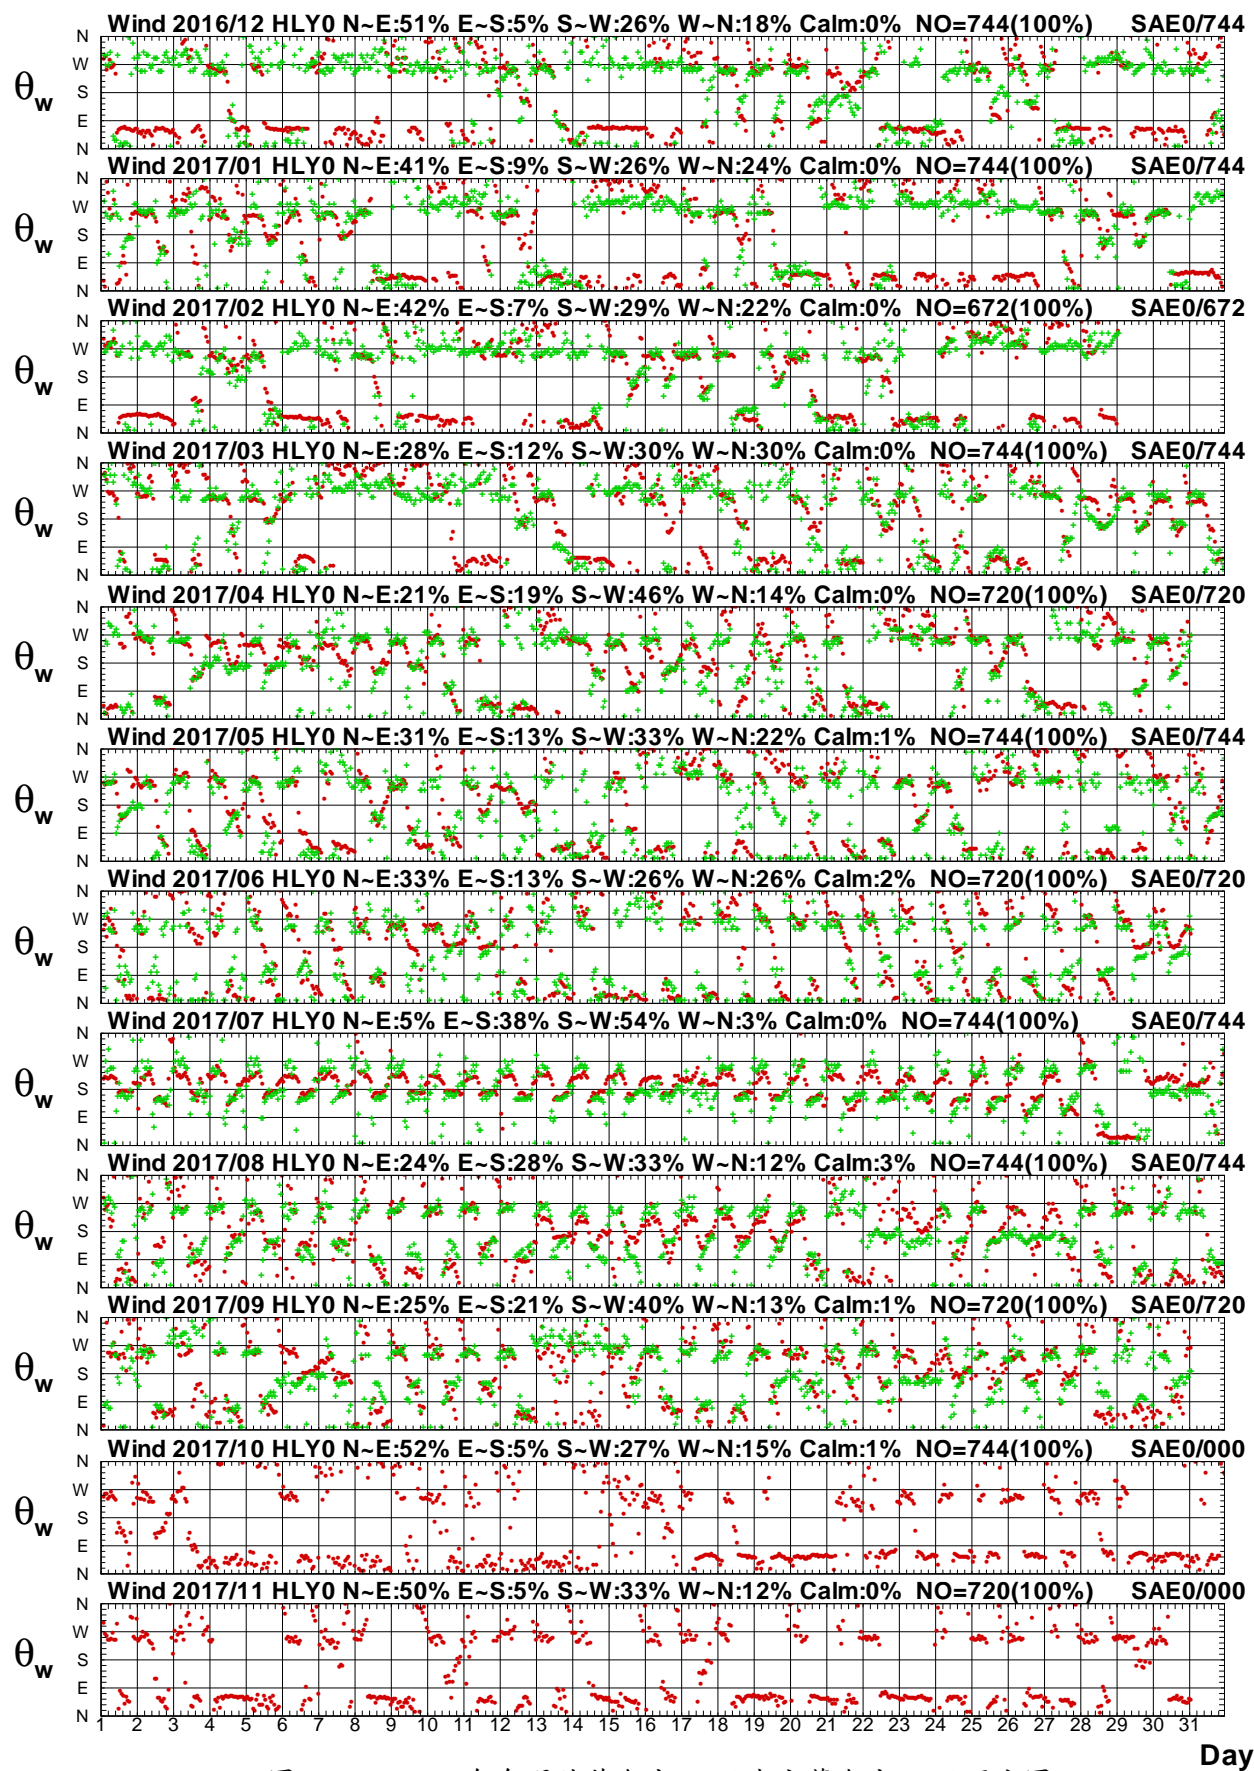 Wind 2016/12 HLY0 N~E:51% E~S:5% S~W:26% W~N:18% Calm:0% NO=744(100%) SAE0/744
N
W
S
E
N
θw
Wind 2017/01 HLY0 N~E:41% E~S:9% S~W:26% W~N:24% Calm:0% NO=744(100%) SAE0/744
N
W
S
E
N
θw
Wind 2017/02 HLY0 N~E:42% E~S:7% S~W:29% W~N:22% Calm:0% NO=672(100%) SAE0/672
N
W
S
E
N
θw
Wind 2017/03 HLY0 N~E:28% E~S:12% S~W:30% W~N:30% Calm:0% NO=744(100%) SAE0/744
N
W
S
E
N
θw
Wind 2017/04 HLY0 N~E:21% E~S:19% S~W:46% W~N:14% Calm:0% NO=720(100%) SAE0/720
N
W
S
E
N
θw
Wind 2017/05 HLY0 N~E:31% E~S:13% S~W:33% W~N:22% Calm:1% NO=744(100%) SAE0/744
N
W
S
E
N
θw
Wind 2017/06 HLY0 N~E:33% E~S:13% S~W:26% W~N:26% Calm:2% NO=720(100%) SAE0/720
N
W
S
E
N
θw
Wind 2017/07 HLY0 N~E:5% E~S:38% S~W:54% W~N:3% Calm:0% NO=744(100%) SAE0/744
N
W
S
E
N
θw
Wind 2017/08 HLY0 N~E:24% E~S:28% S~W:33% W~N:12% Calm:3% NO=744(100%) SAE0/744
N
W
S
E
N
θw
Wind 2017/09 HLY0 N~E:25% E~S:21% S~W:40% W~N:13% Calm:1% NO=720(100%) SAE0/720
N
W
S
E
N
θw
Wind 2017/10 HLY0 N~E:52% E~S:5% S~W:27% W~N:15% Calm:1% NO=744(100%) SAE0/000
N
W
S
E
N
θw
Wind 2017/11 HLY0 N~E:50% E~S:5% S~W:33% W~N:12% Calm:0% NO=720(100%) SAE0/000
N
W
S
E
N
θw
1 2 3 4 5 6 7 8 9 10 11 12 13 14 15 16 17 18 19 20 21 22 23 24 25 26 27 28 29 30 31
Day